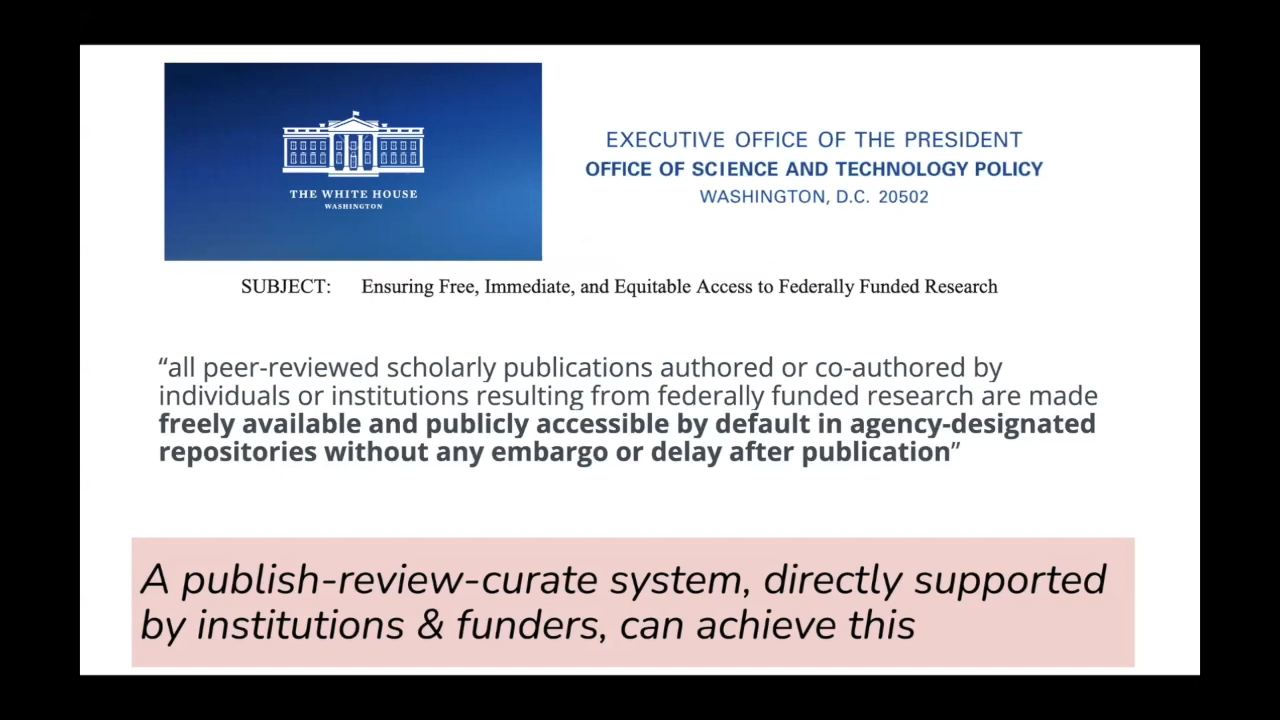 THE WHITE HOUSE
WASHINGTON
EXECUTIVE OFFICE OF THE PRESIDENT
OFFICE OF SCIENCE AND TECHNOLOGY POLICY
WASHINGTON, D.C. 20502
SUBJECT: Ensuring Free, Immediate, and Equitable Access to Federally Funded Research
“all peer-reviewed scholarly publications authored or co-authored by
individuals or institutions resulting from federally funded research are made
freely available and publicly accessible by default in agency-designated
repositories without any embargo or delay after publication”
A publish-review-curate system, directly supported
by institutions & funders, can achieve this